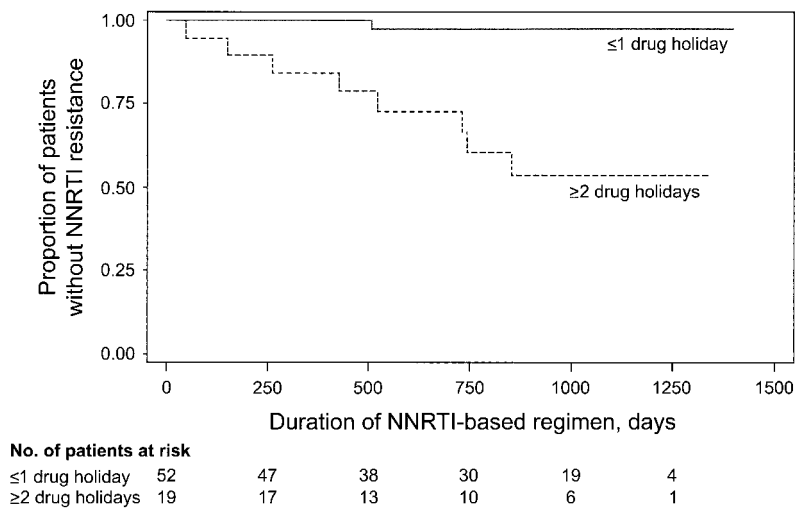 1.00
≤1 drug holiday
0.75
Proportion of patients
without NNRTI resistance
0.50
≥2 drug holidays
0.25
0.00
0 250 500 750 1000 1250 1500
Duration of NNRTI-based regimen, days
No. of patients at risk
≤1 drug holiday 52 47 38 30 19 4
≥2 drug holidays 19 17 13 10 6 1